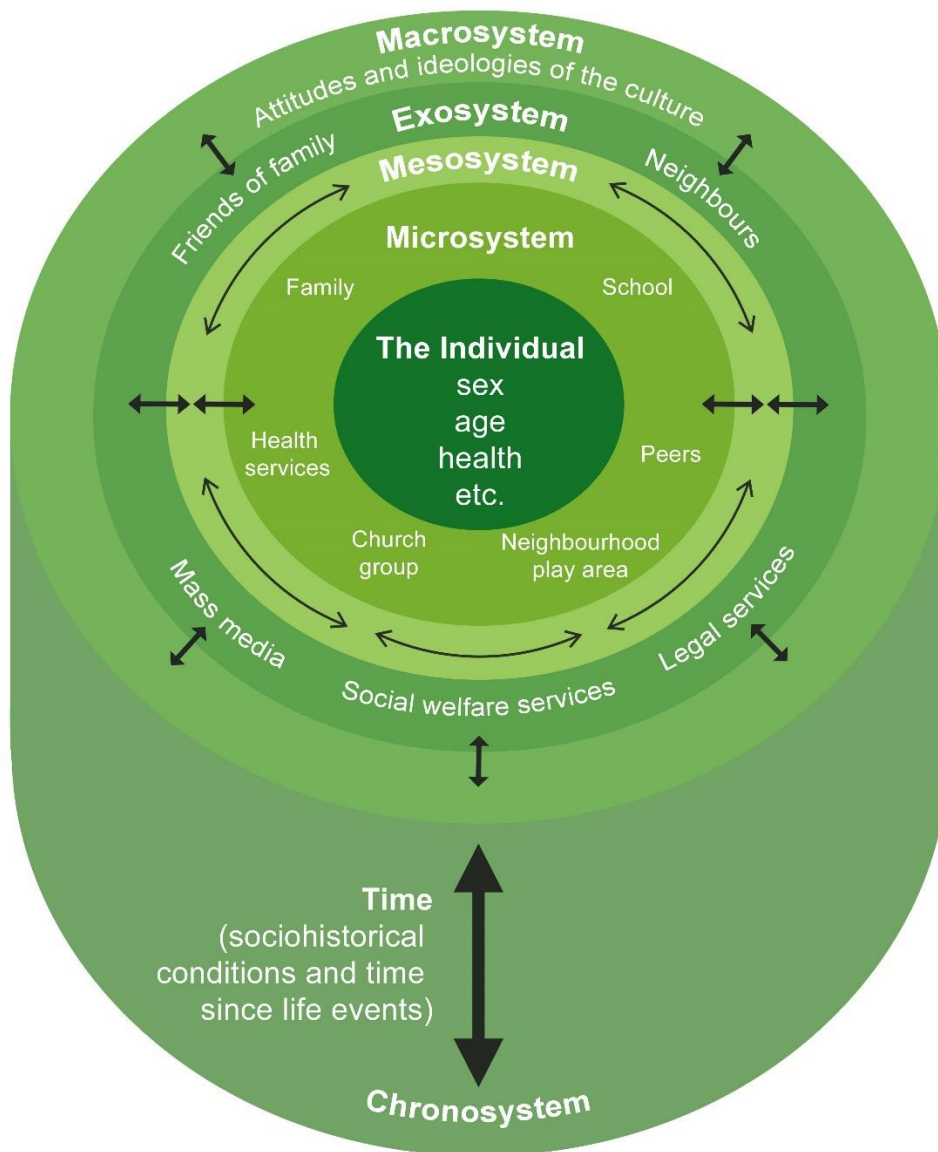 Macrosystem
Attitudes and ideologies of the culture
Exosystem
Friends of family
Neighbours
Mesosystem
Microsystem
Family
School
The Individual
sex
age
health
etc.
Health
services
Peers
Church
group
Neighbourhood
play area
Mass media
Legal services
Social welfare services
Time
(sociohistorical
conditions and time
since life events)
Chronosystem